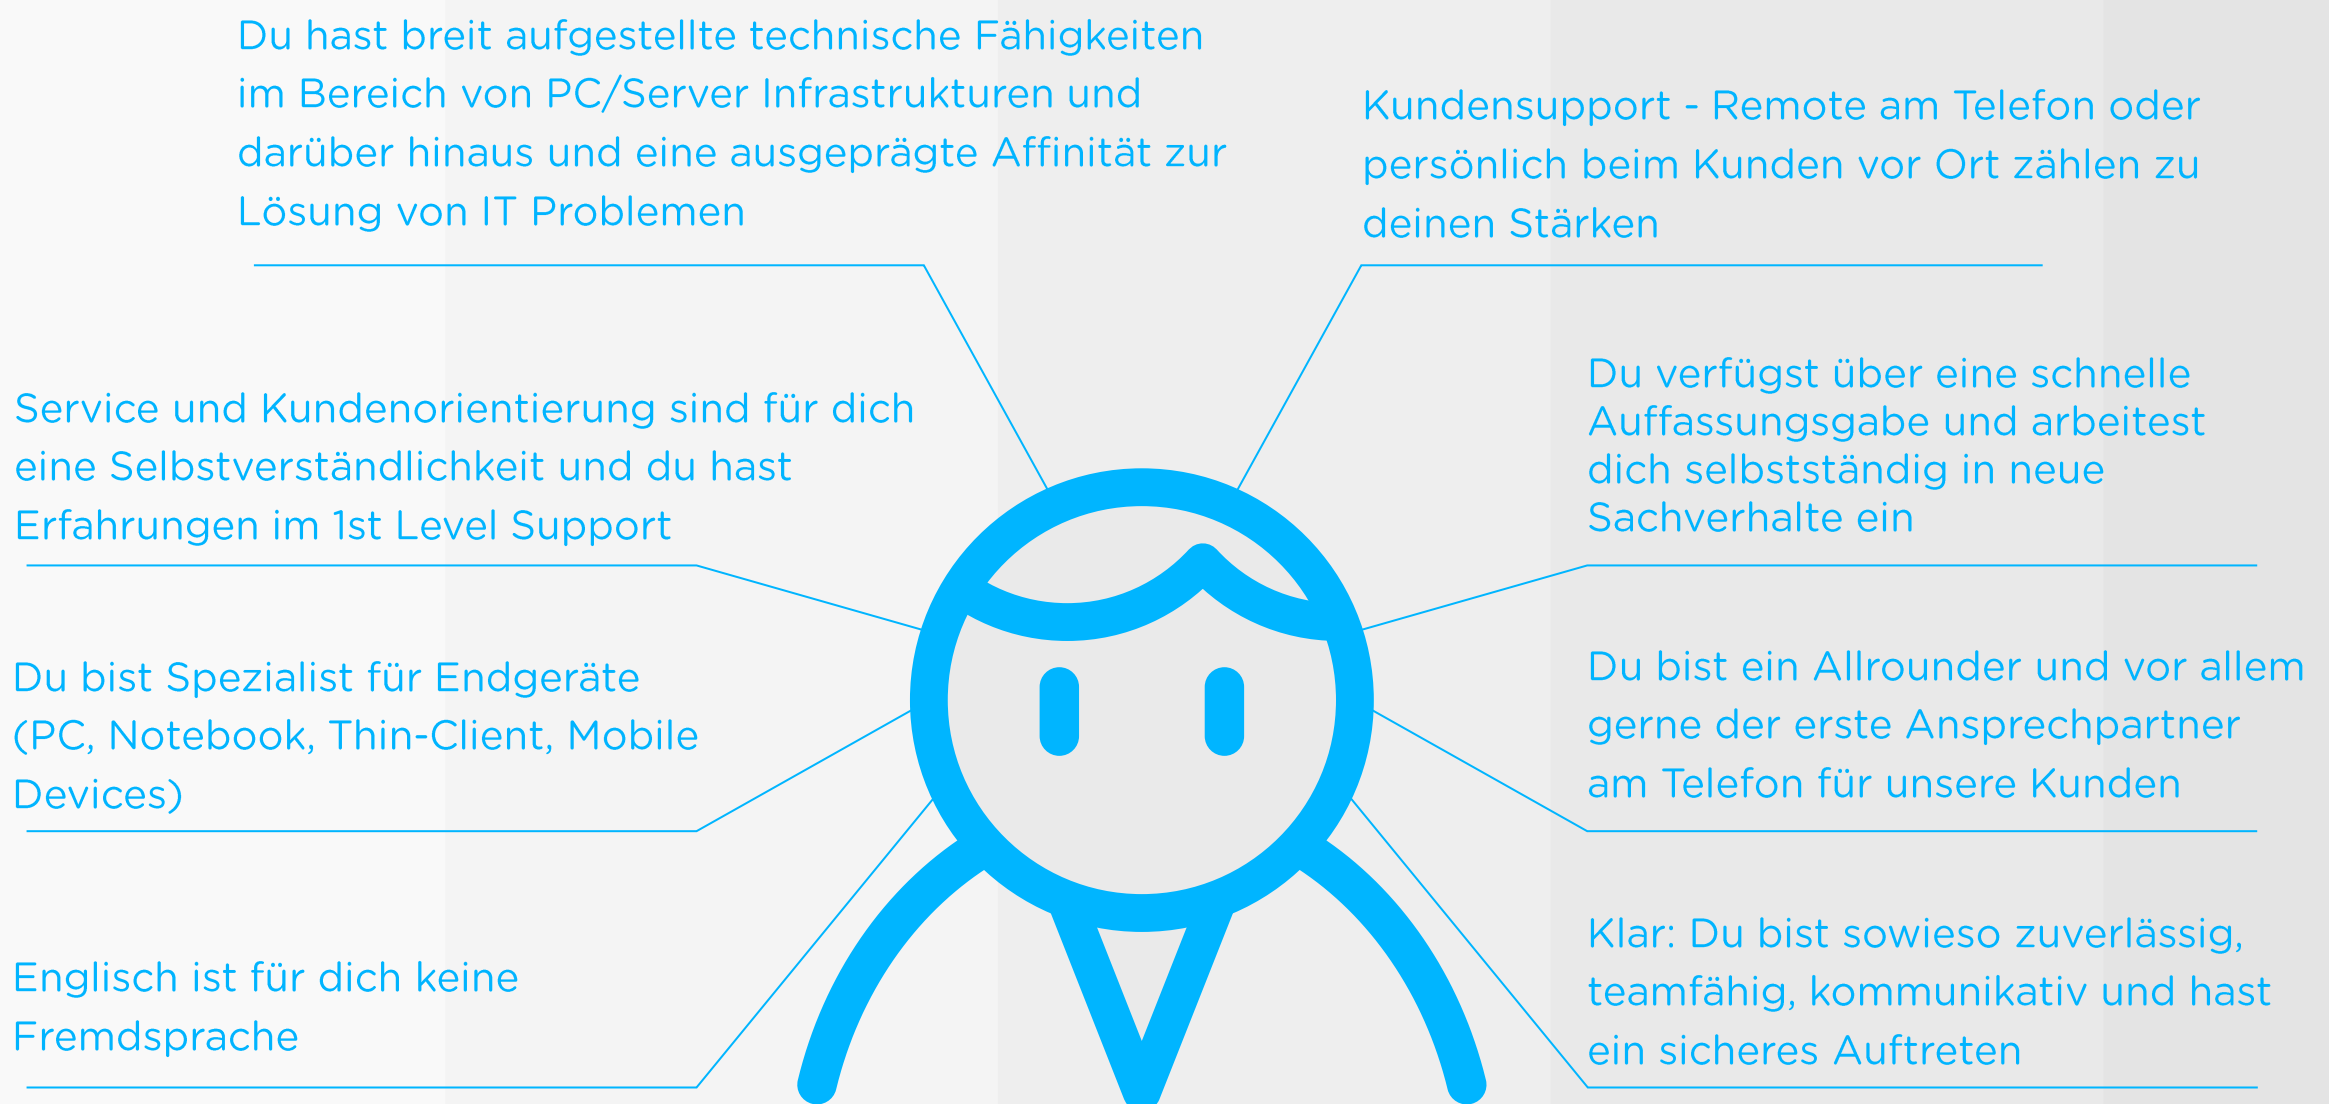 Du hast breit aufgestellte technische Fähigkeiten
im Bereich von PC/Server Infrastrukturen und
darüber hinaus und eine ausgeprägte Affinität zur
Lösung von IT Problemen
Kundensupport - Remote am Telefon oder
persönlich beim Kunden vor Ort zählen zu
deinen Stärken
Service und Kundenorientierung sind für dich
eine Selbstverständlichkeit und du hast
Erfahrungen im 1st Level Support
Du verfügst über eine schnelle
Auffassungsgabe und arbeitest
dich selbstständig in neue
Sachverhalte ein
Du bist Spezialist für Endgeräte
(PC, Notebook, Thin-Client, Mobile
Devices)
Du bist ein Allrounder und vor allem
gerne der erste Ansprechpartner
am Telefon für unsere Kunden
Englisch ist für dich keine
Fremdsprache
Klar: Du bist sowieso zuverlässig,
teamfähig, kommunikativ und hast
ein sicheres Auftreten